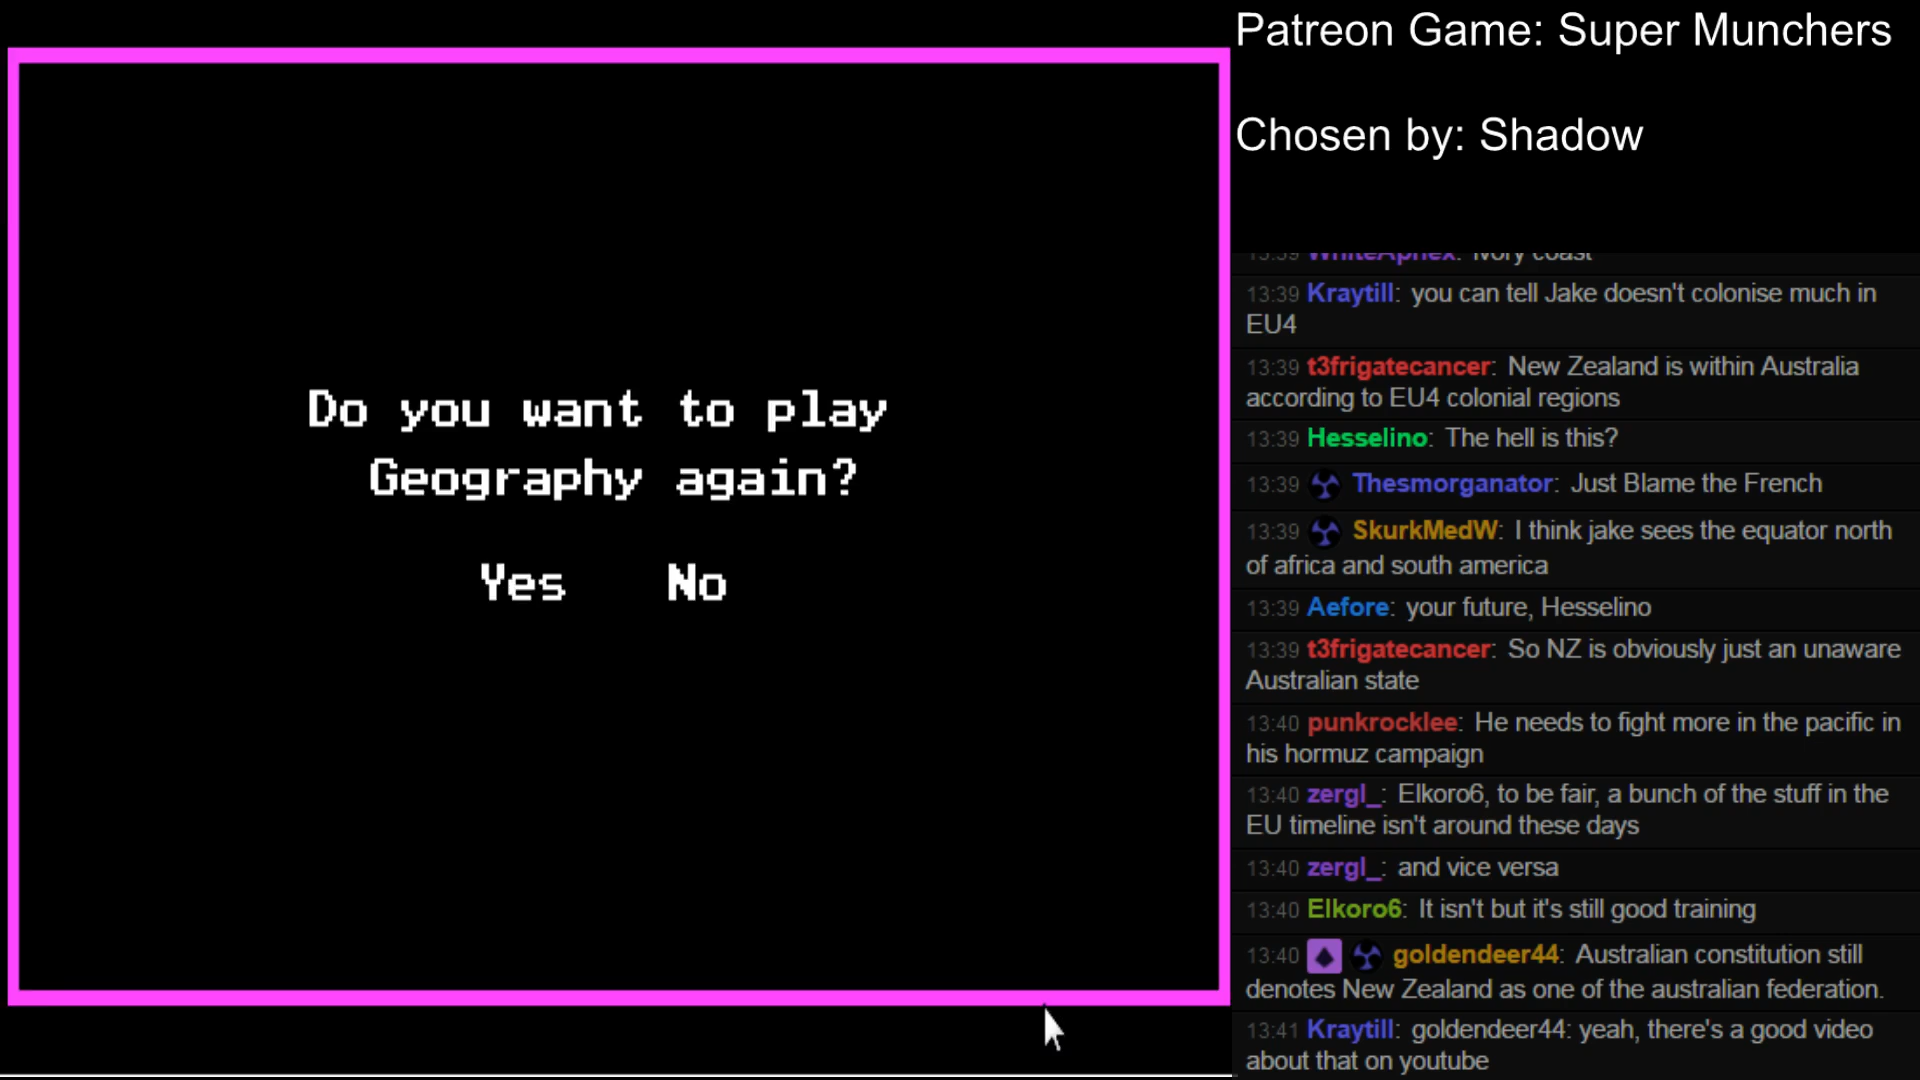 Patreon Game: Super Munchers
Chosen by: Shadow
Do you want to play
Geography again?
Yes No
13:39 WhiteAphex: Ivory coast
13:39 Kraytill: you can tell Jake doesn't colonise much in
EU4
13:39 t3frigatecancer: New Zealand is within Australia
according to EU4 colonial regions
13:39 Hesselino: The hell is this?
13:39 Thesmorganator: Just Blame the French
13:39 SkurkMedW: I think jake sees the equator north
of africa and south america
13:39 Aefore: your future, Hesselino
13:39 t3frigatecancer: So NZ is obviously just an unaware
Australian state
13:40 punkrocklee: He needs to fight more in the pacific in
his hormuz campaign
13:40 zergl_: Elkoro6, to be fair, a bunch of the stuff in the
EU timeline isn't around these days
13:40 zergl_: and vice versa
13:40 Elkoro6: It isn't but it's still good training
13:40 goldendeer44: Australian constitution still
denotes New Zealand as one of the australian federation.
13:41 Kraytill: goldendeer44: yeah, there's a good video
about that on youtube